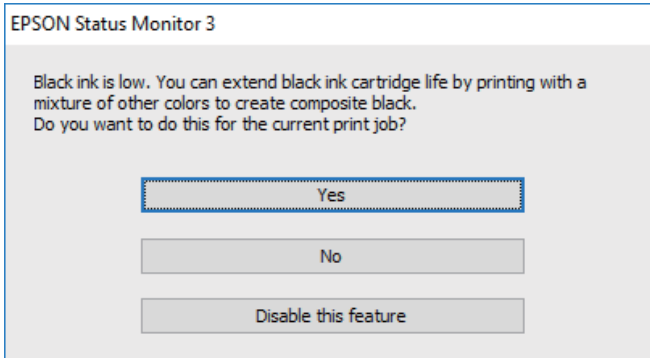 EPSON Status Monitor 3
Black ink is low. You can extend black ink cartridge life by printing with a
mixture of other colors to create composite black.
Do you want to do this for the current print job?
Yes
No
Disable this feature